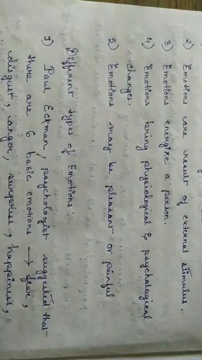 2) Emotions are result of external stimulus.
3) Emotions energize a person.
4) Emotions bring physiological & psychological
changes.
5) Emotions may be pleasant or painful
Different types of Emotions:
1) Paul Eckman, psychologist suggested that
there are 6 basic emotions → fear,
disgust, anger, surprise, happiness,